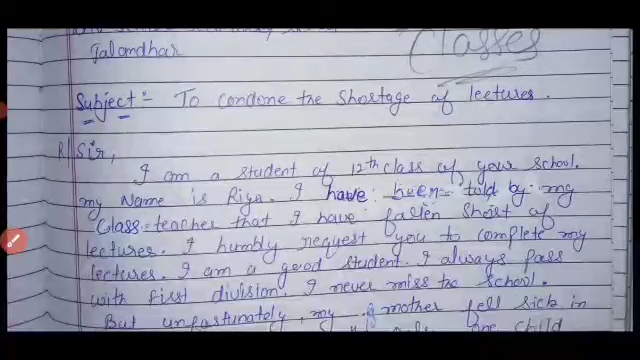 Jalandhar
Classes
Subject :- To condone the shortage of lectures.
R/Sir,
I am a student of 12th class of your school.
my Name is Riya. I have been told by my
Class-teacher that I have fallen short of
lectures. I humbly request you to complete my
lectures. I am a good student. I always pass
with first division. I never miss the school.
But unfortunately, my mother fell sick in
one child